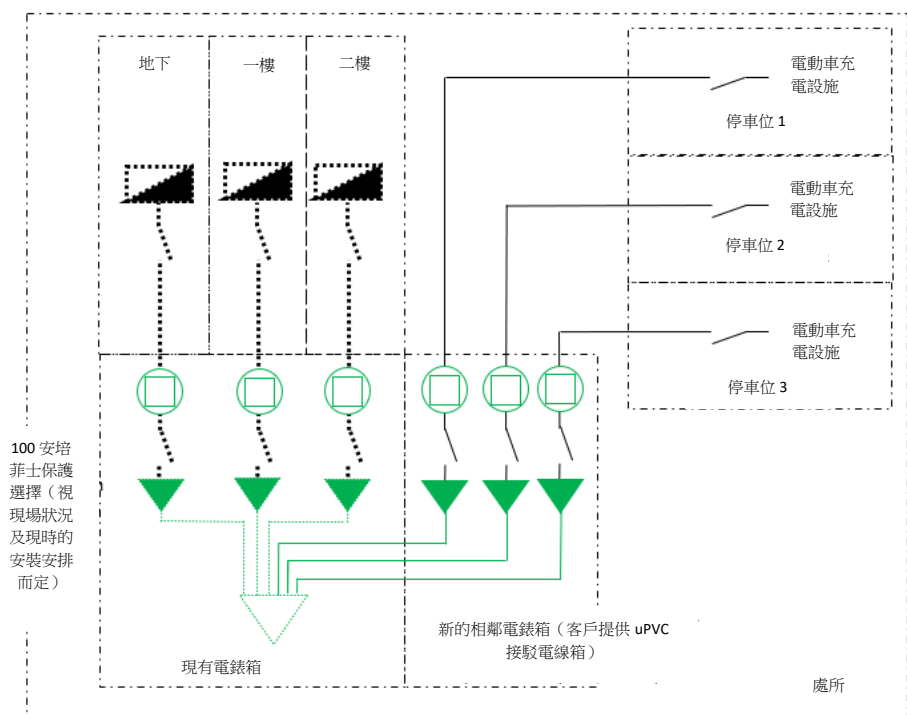 地下
一樓
二樓
電動車充
電設施
停車位 1
電動車充
電設施
停車位 2
電動車充
電設施
停車位 3
100 安培
菲士保護
選擇（視
現場狀況
及現時的
安裝安排
而定）
新的相鄰電錶箱（客戶提供 uPVC
接駁電線箱）
現有電錶箱
處所